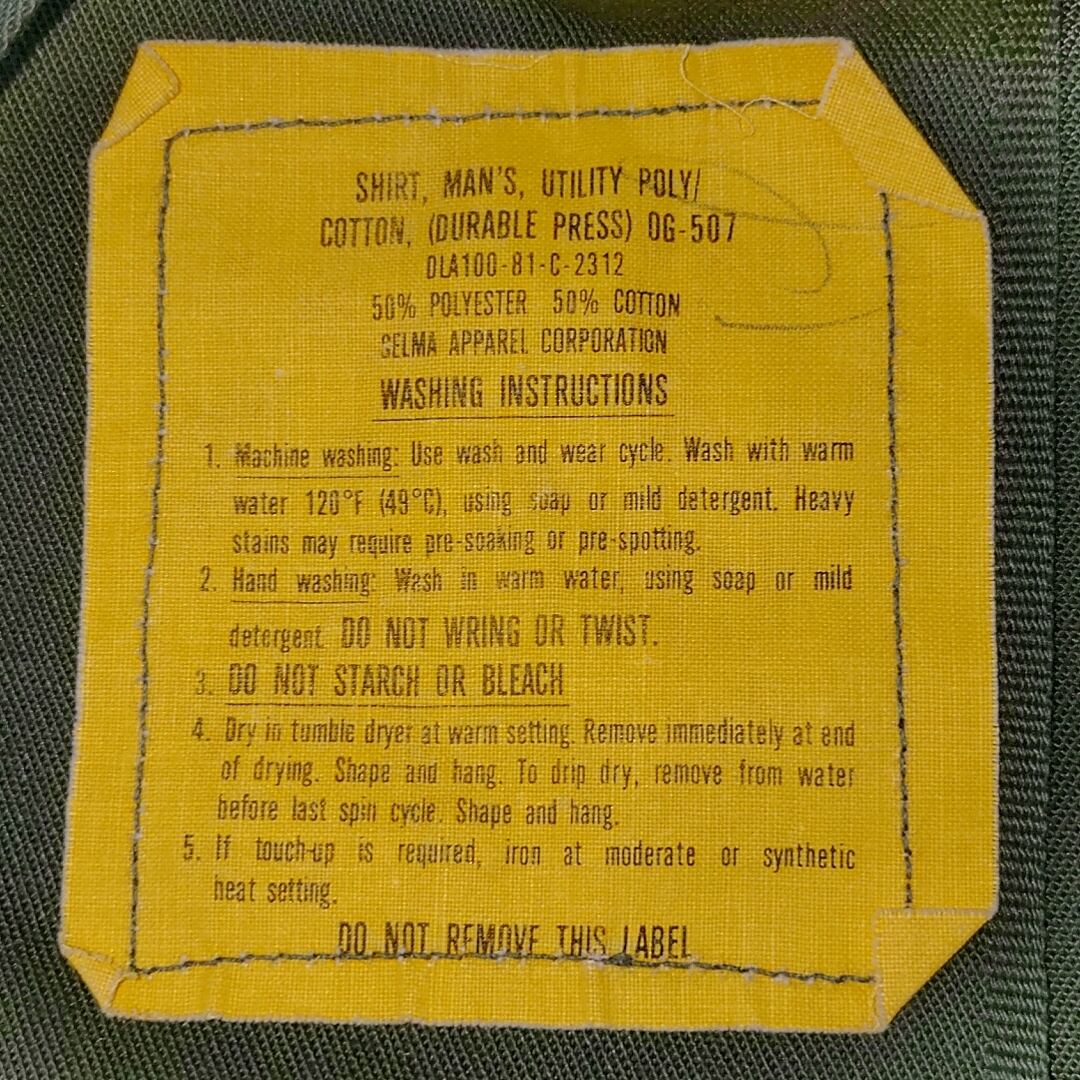 SHIRT, MAN'S, UTILITY POLY/
COTTON, (DURABLE PRESS) OG-507
DLA100-81-C-2312
50% POLYESTER 50% COTTON
SELMA APPAREL CORPORATION
WASHING INSTRUCTIONS
1. Machine washing: Use wash and wear cycle. Wash with warm
water 120°F (49°C), using soap or mild detergent. Heavy
stains may require pre-soaking or pre-spotting.
2. Hand washing: Wash in warm water, using soap or mild
detergent. DO NOT WRING OR TWIST.
3. DO NOT STARCH OR BLEACH
4. Dry in tumble dryer at warm setting. Remove immediately at end
of drying. Shape and hang. To drip dry, remove from water
before last spin cycle. Shape and hang.
5. If touch-up is required, iron at moderate or synthetic
heat setting.
DO NOT REMOVE THIS LABEL